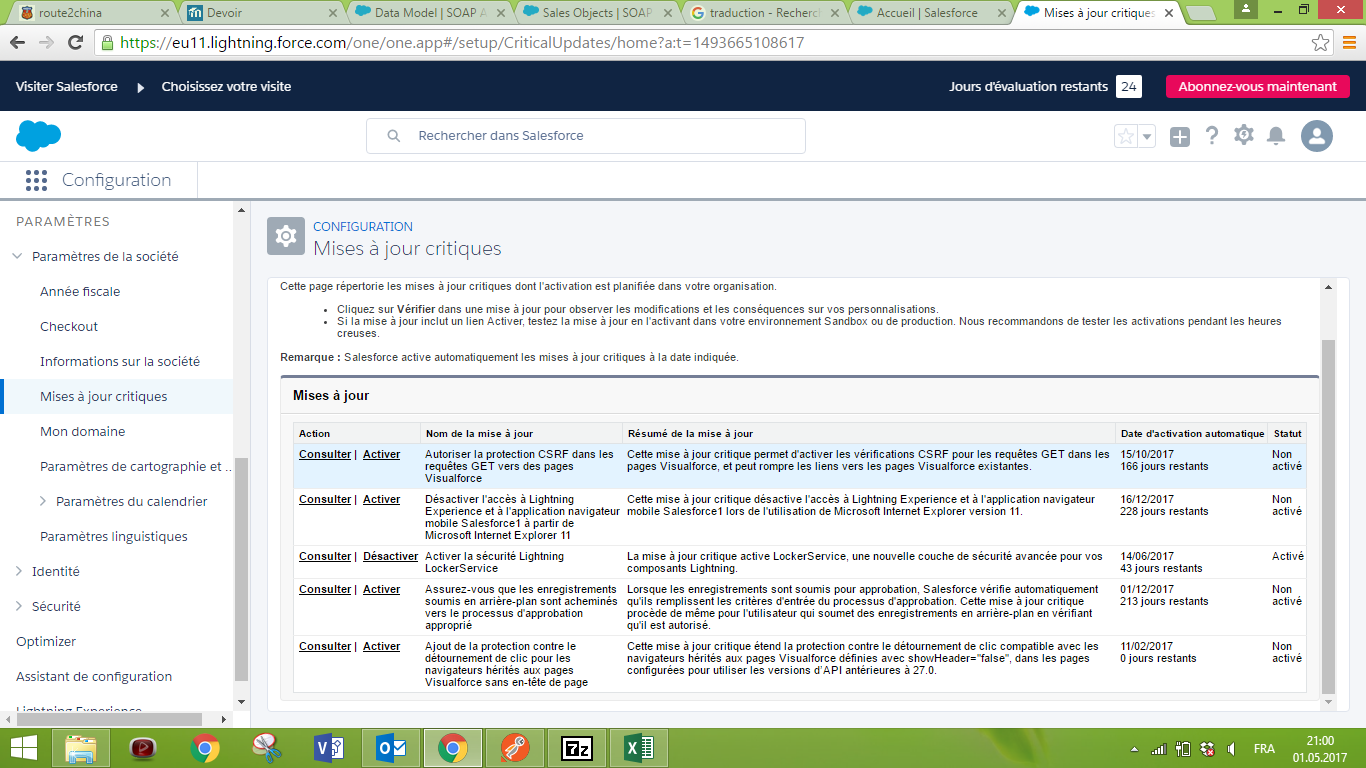 route2china
Devoir
Data Model | SOAP A
Sales Objects | SOAP
traduction - Recherch
Accueil | Salesforce
Mises à jour critiques
https://eu11.lightning.force.com/one/one.app#/setup/CriticalUpdates/home?a:t=1493665108617
Visiter Salesforce
Choisissez votre visite
Jours d'évaluation restants 24
Abonnez-vous maintenant
Rechercher dans Salesforce
Configuration
PARAMÈTRES
Paramètres de la société
Année fiscale
Checkout
Informations sur la société
Mises à jour critiques
Mon domaine
Paramètres de cartographie et ..
Paramètres du calendrier
Paramètres linguistiques
Identité
Sécurité
Optimizer
Assistant de configuration
Lightning Experience
CONFIGURATION
Mises à jour critiques
Cette page répertorie les mises à jour critiques dont l'activation est planifiée dans votre organisation.
• Cliquez sur Vérifier dans une mise à jour pour observer les modifications et les conséquences sur vos personnalisations.
• Si la mise à jour inclut un lien Activer, testez la mise à jour en l'activant dans votre environnement Sandbox ou de production. Nous recommandons de tester les activations pendant les heures
creuses.
Remarque : Salesforce active automatiquement les mises à jour critiques à la date indiquée.
Mises à jour
Action
Nom de la mise à jour
Résumé de la mise à jour
Date d'activation automatique
Statut
Consulter | Activer
Autoriser la protection CSRF dans les
requêtes GET vers des pages
Visualforce
Cette mise à jour critique permet d'activer les vérifications CSRF pour les requêtes GET dans les
pages Visualforce, et peut rompre les liens vers les pages Visualforce existantes.
15/10/2017
166 jours restants
Non
activé
Consulter | Activer
Désactiver l'accès à Lightning
Experience et à l'application navigateur
mobile Salesforce1 à partir de
Microsoft Internet Explorer 11
Cette mise à jour critique désactive l'accès à Lightning Experience et à l'application navigateur
mobile Salesforce1 lors de l'utilisation de Microsoft Internet Explorer version 11.
16/12/2017
228 jours restants
Non
activé
Consulter | Désactiver
Activer la sécurité Lightning
LockerService
La mise à jour critique active LockerService, une nouvelle couche de sécurité avancée pour vos
composants Lightning.
14/06/2017
43 jours restants
Activé
Consulter | Activer
Assurez-vous que les enregistrements
soumis en arrière-plan sont acheminés
vers le processus d'approbation
approprié
Lorsque les enregistrements sont soumis pour approbation, Salesforce vérifie automatiquement
qu'ils remplissent les critères d'entrée du processus d'approbation. Cette mise à jour critique
procède de même pour l'utilisateur qui soumet des enregistrements en arrière-plan en vérifiant
qu'il est autorisé.
01/12/2017
213 jours restants
Non
activé
Consulter | Activer
Ajout de la protection contre le
détournement de clic pour les
navigateurs hérités aux pages
Visualforce sans en-tête de page
Cette mise à jour critique étend la protection contre le détournement de clic compatible avec les
navigateurs hérités aux pages Visualforce définies avec showHeader="false", dans les pages
configurées pour utiliser les versions d'API antérieures à 27.0.
11/02/2017
0 jours restants
Non
activé
FRA
21:00
01.05.2017